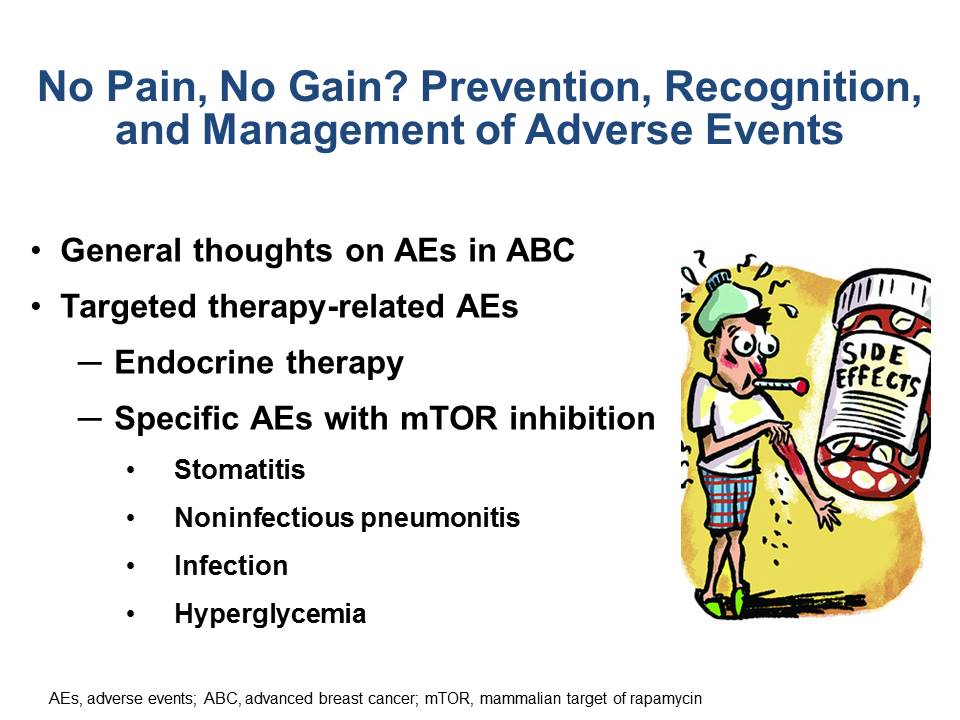 No Pain, No Gain? Prevention, Recognition,
and Management of Adverse Events
• General thoughts on AEs in ABC
• Targeted therapy-related AEs
— Endocrine therapy
— Specific AEs with mTOR inhibition
• Stomatitis
• Noninfectious pneumonitis
• Infection
• Hyperglycemia
SIDE
EFFECTS
AEs, adverse events; ABC, advanced breast cancer; mTOR, mammalian target of rapamycin